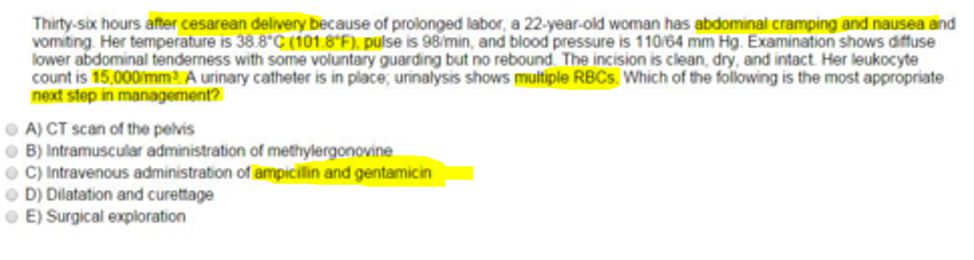 Thirty-six hours after cesarean delivery because of prolonged labor, a 22-year-old woman has abdominal cramping and nausea and
vomiting. Her temperature is 38.8°C (101.8°F), pulse is 98/min, and blood pressure is 110/64 mm Hg. Examination shows diffuse
lower abdominal tenderness with some voluntary guarding but no rebound. The incision is clean, dry, and intact. Her leukocyte
count is 15,000/mm³. A urinary catheter is in place; urinalysis shows multiple RBCs. Which of the following is the most appropriate
next step in management?
A) CT scan of the pelvis
B) Intramuscular administration of methylergonovine
C) Intravenous administration of ampicillin and gentamicin
D) Dilatation and curettage
E) Surgical exploration